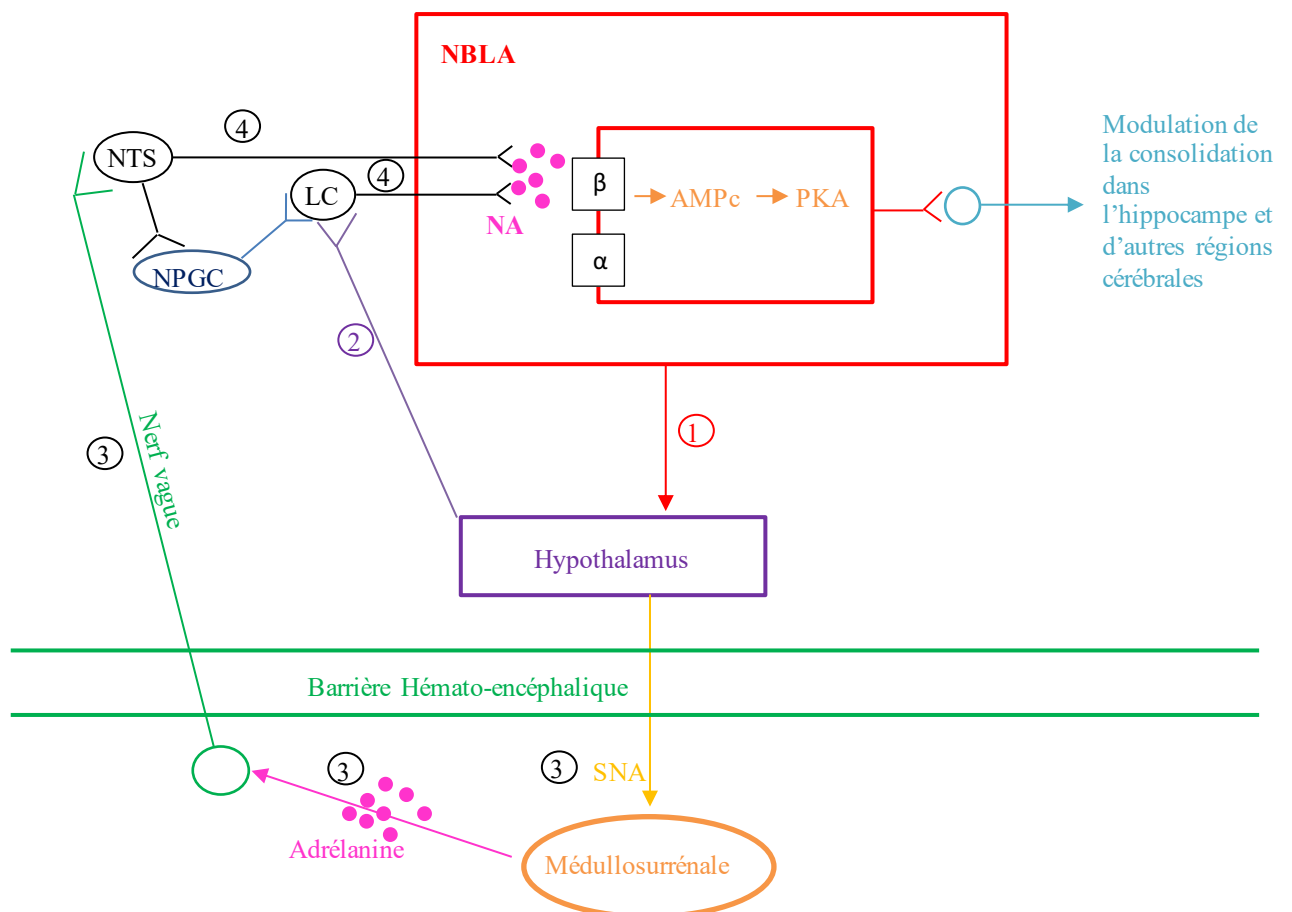 NBLA
4
NTS
4
LC
NA
NPGC
β
AMPc
PKA
α
Modulation de
la consolidation
dans
l'hippocampe et
d'autres régions
cérébrales
2
1
3
Nerf vague
Hypothalamus
Barrière Hémato-encéphalique
3
3
SNA
Adrélanine
Médullosurrénale